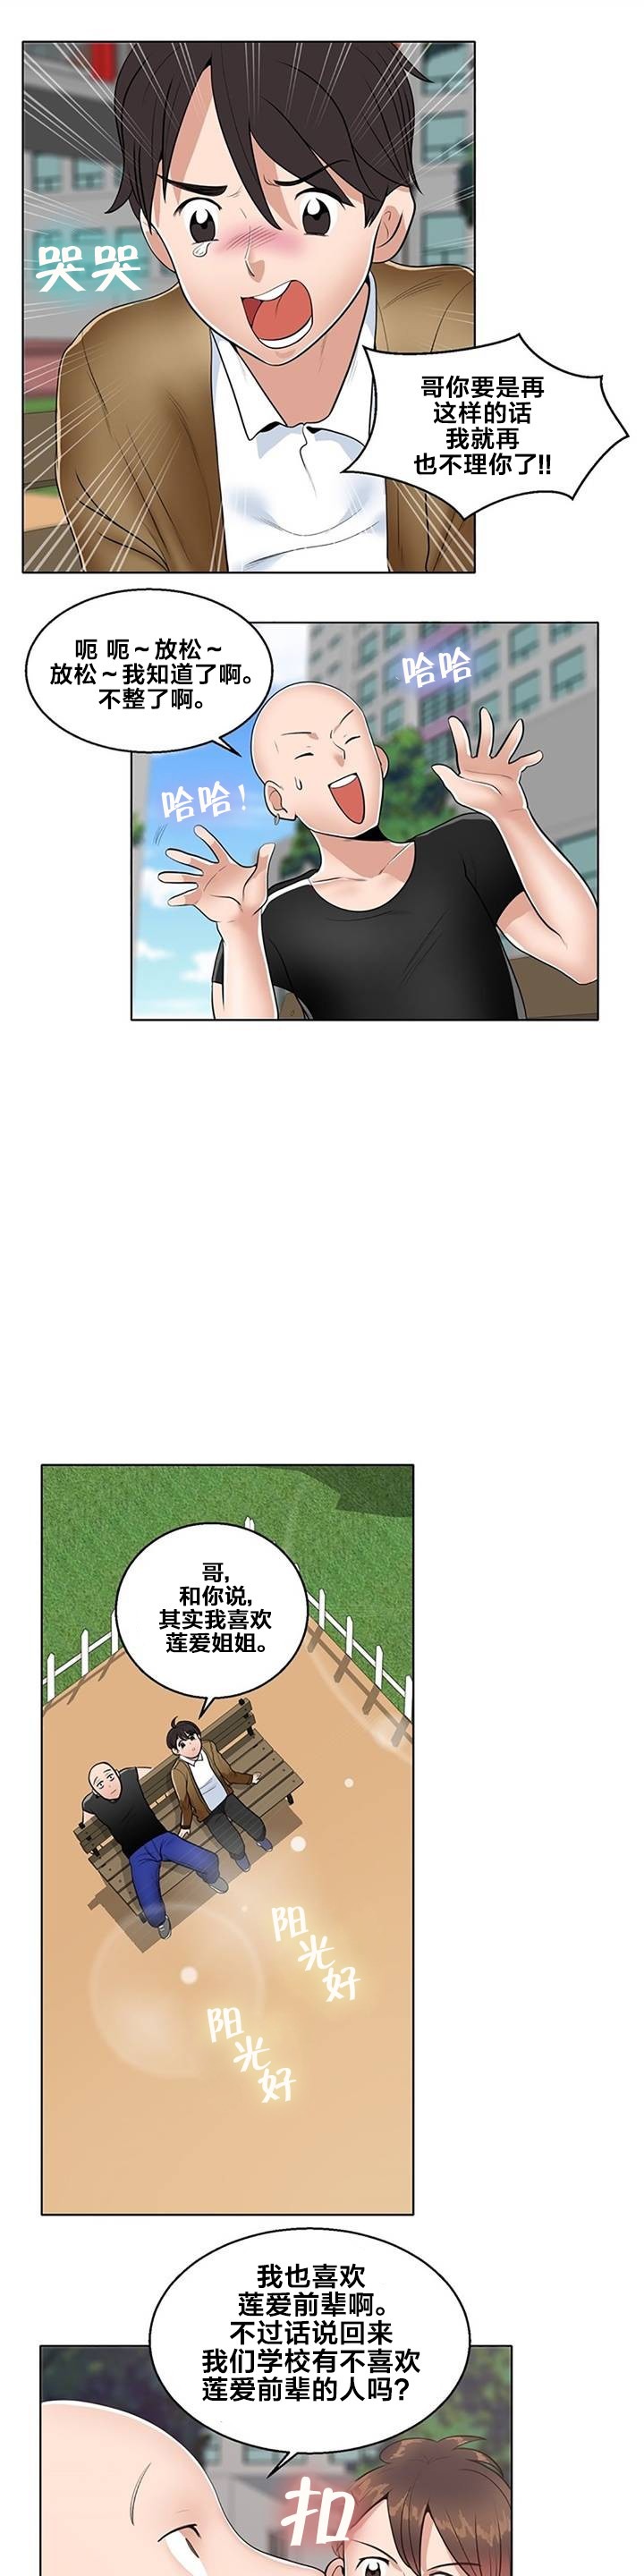 哭哭
哥你要是再
这样的话
我就再
也不理你了!!
呃 呃~放松~
放松~我知道了啊。
不整了啊。
哈哈
哈哈!
哥,
和你说,
其实我喜欢
莲爱姐姐。
阳光好
阳光好
我也喜欢
莲爱前辈啊。
不过话说回来
我们学校有不喜欢
莲爱前辈的人吗?
扣